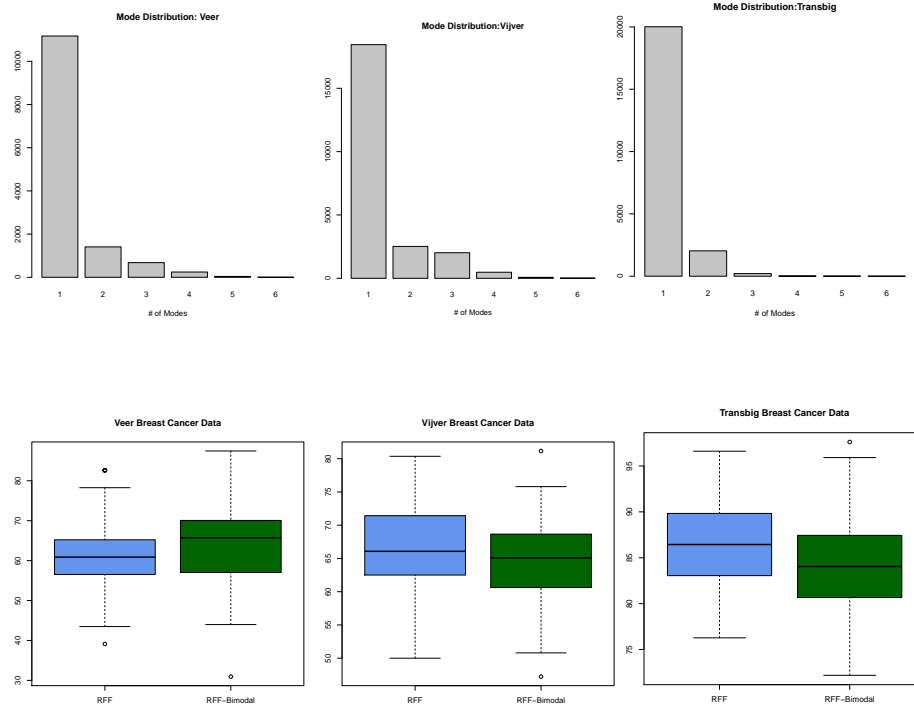 Mode Distribution: Veer
10000
8000
6000
4000
2000
0
1 2 3 4 5 6
# of Modes
Mode Distribution:Vijver
15000
10000
5000
0
1 2 3 4 5 6
# of Modes
Mode Distribution:Transbig
20000
15000
10000
5000
0
1 2 3 4 5 6
# of Modes
Veer Breast Cancer Data
80
70
60
50
40
30
RFF RFF−Bimodal
Vijver Breast Cancer Data
80
75
70
65
60
55
50
RFF RFF−Bimodal
Transbig Breast Cancer Data
95
90
85
80
75
RFF RFF−Bimodal